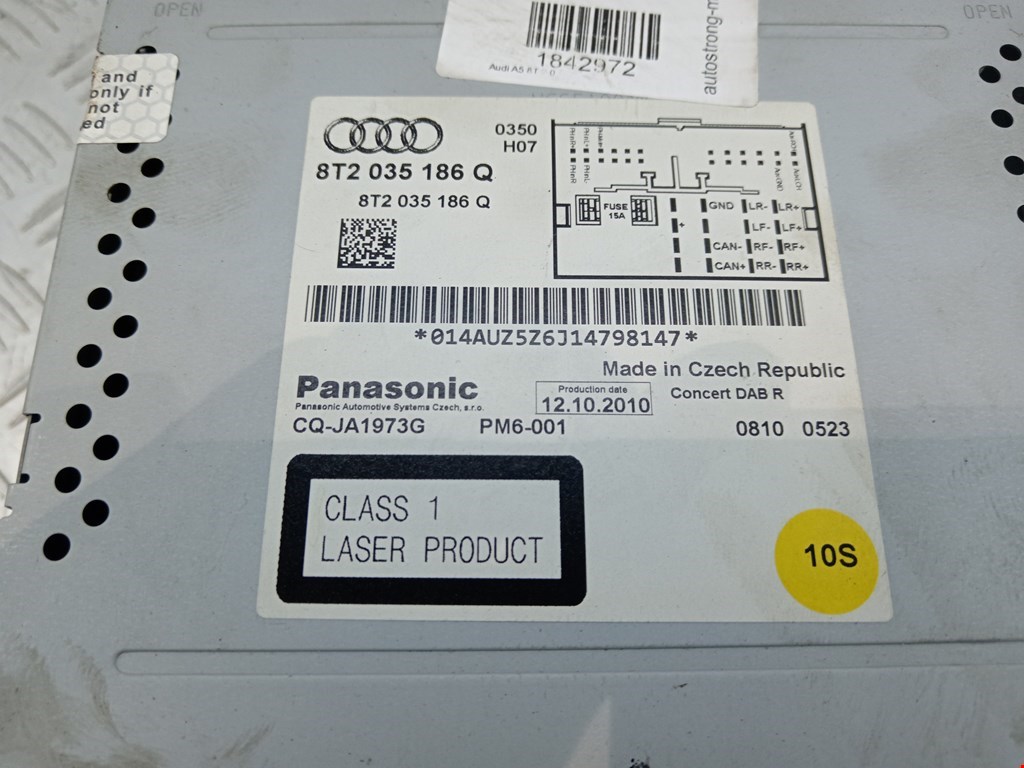 OPEN
OPEN
and
only if
not
ed
1842972
Audi A5 8T
autostrong-m
0350
H07
8T2 035 186 Q
8T2 035 186 Q
FUSE
15A
GND LR- LR+
+ LF- LF+
CAN- RF- RF+
CAN+ RR- RR+
*014AUZ5Z6J14798147*
Made in Czech Republic
Panasonic
Panasonic Automotive Systems Czech, s.r.o.
Production date
12.10.2010
Concert DAB R
CQ-JA1973G PM6-001 0810 0523
CLASS 1
LASER PRODUCT
10S